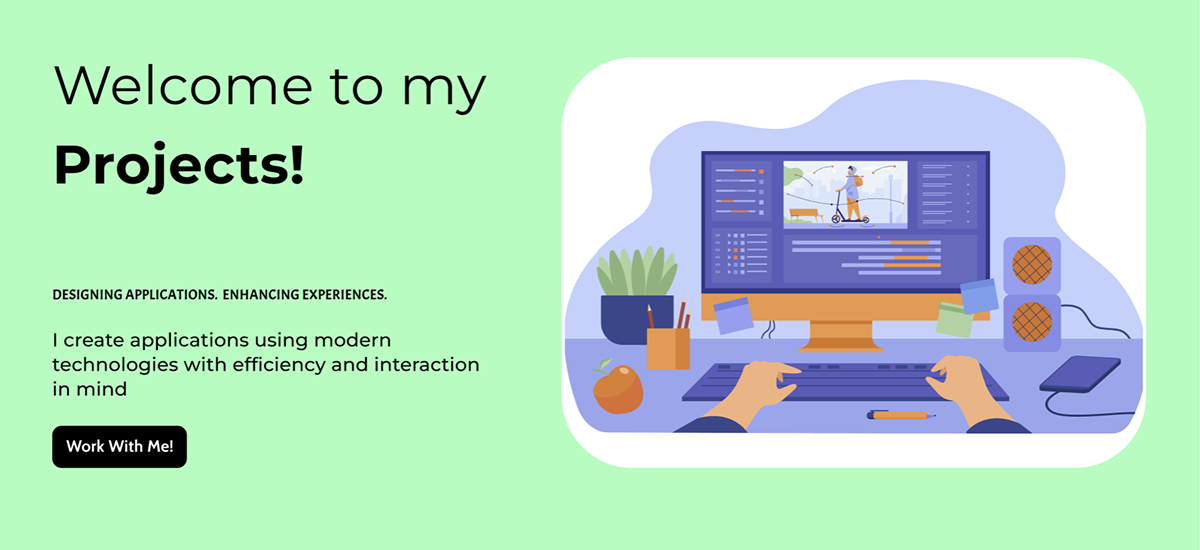 Welcome to my
Projects!
DESIGNING APPLICATIONS. ENHANCING EXPERIENCES.
I create applications using modern
technologies with efficiency and interaction
in mind
Work With Me!